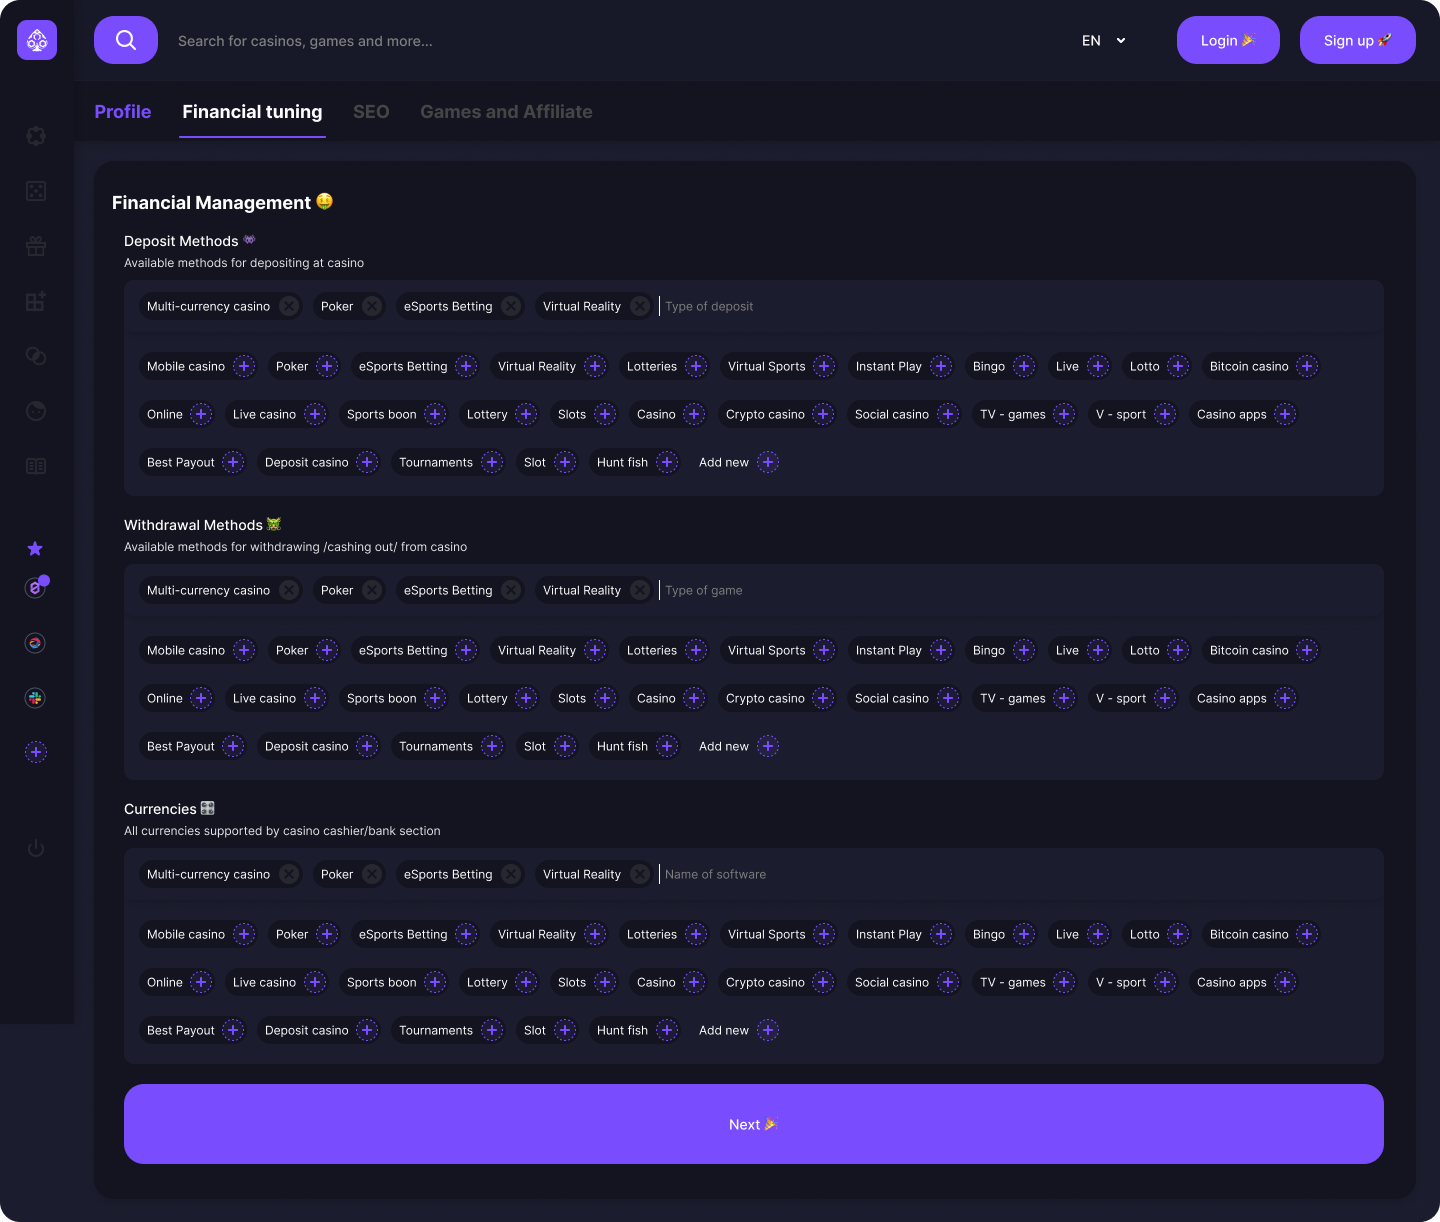 Search for casinos, games and more...
EN
Login
Sign up
Profile Financial tuning SEO Games and Affiliate
Financial Management
Deposit Methods
Available methods for depositing at casino
Multi-currency casino Poker eSports Betting Virtual Reality Type of deposit
Mobile casino Poker eSports Betting Virtual Reality Lotteries Virtual Sports Instant Play Bingo Live Lotto Bitcoin casino
Online Live casino Sports boon Lottery Slots Casino Crypto casino Social casino TV - games V - sport Casino apps
Best Payout Deposit casino Tournaments Slot Hunt fish Add new
Withdrawal Methods
Available methods for withdrawing /cashing out/ from casino
Multi-currency casino Poker eSports Betting Virtual Reality Type of game
Mobile casino Poker eSports Betting Virtual Reality Lotteries Virtual Sports Instant Play Bingo Live Lotto Bitcoin casino
Online Live casino Sports boon Lottery Slots Casino Crypto casino Social casino TV - games V - sport Casino apps
Best Payout Deposit casino Tournaments Slot Hunt fish Add new
Currencies
All currencies supported by casino cashier/bank section
Multi-currency casino Poker eSports Betting Virtual Reality Name of software
Mobile casino Poker eSports Betting Virtual Reality Lotteries Virtual Sports Instant Play Bingo Live Lotto Bitcoin casino
Online Live casino Sports boon Lottery Slots Casino Crypto casino Social casino TV - games V - sport Casino apps
Best Payout Deposit casino Tournaments Slot Hunt fish Add new
Next